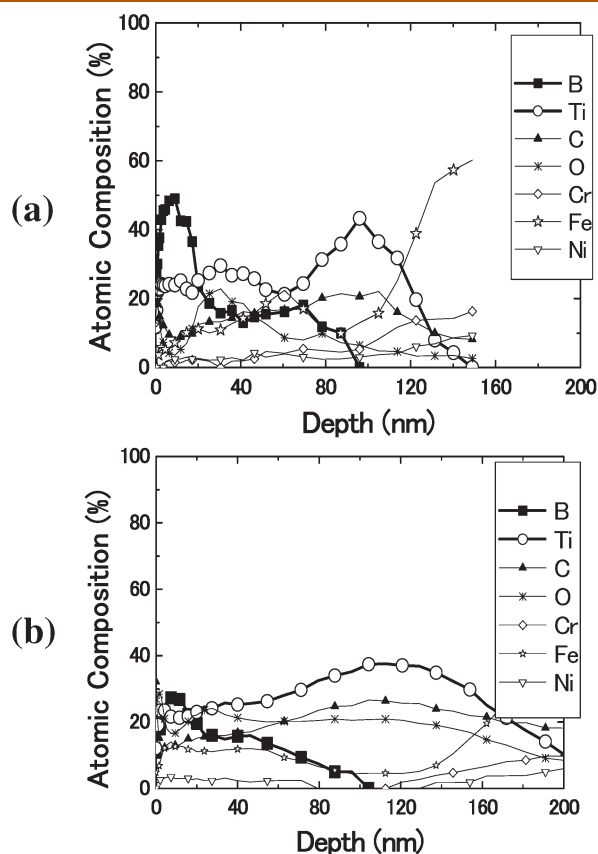 (a)
Atomic Composition (%)
100
80
60
40
20
0
0
40
80
120
160
200
Depth (nm)
B
Ti
C
O
Cr
Fe
Ni
(b)
Atomic Composition (%)
100
80
60
40
20
0
0
40
80
120
160
200
Depth (nm)
B
Ti
C
O
Cr
Fe
Ni